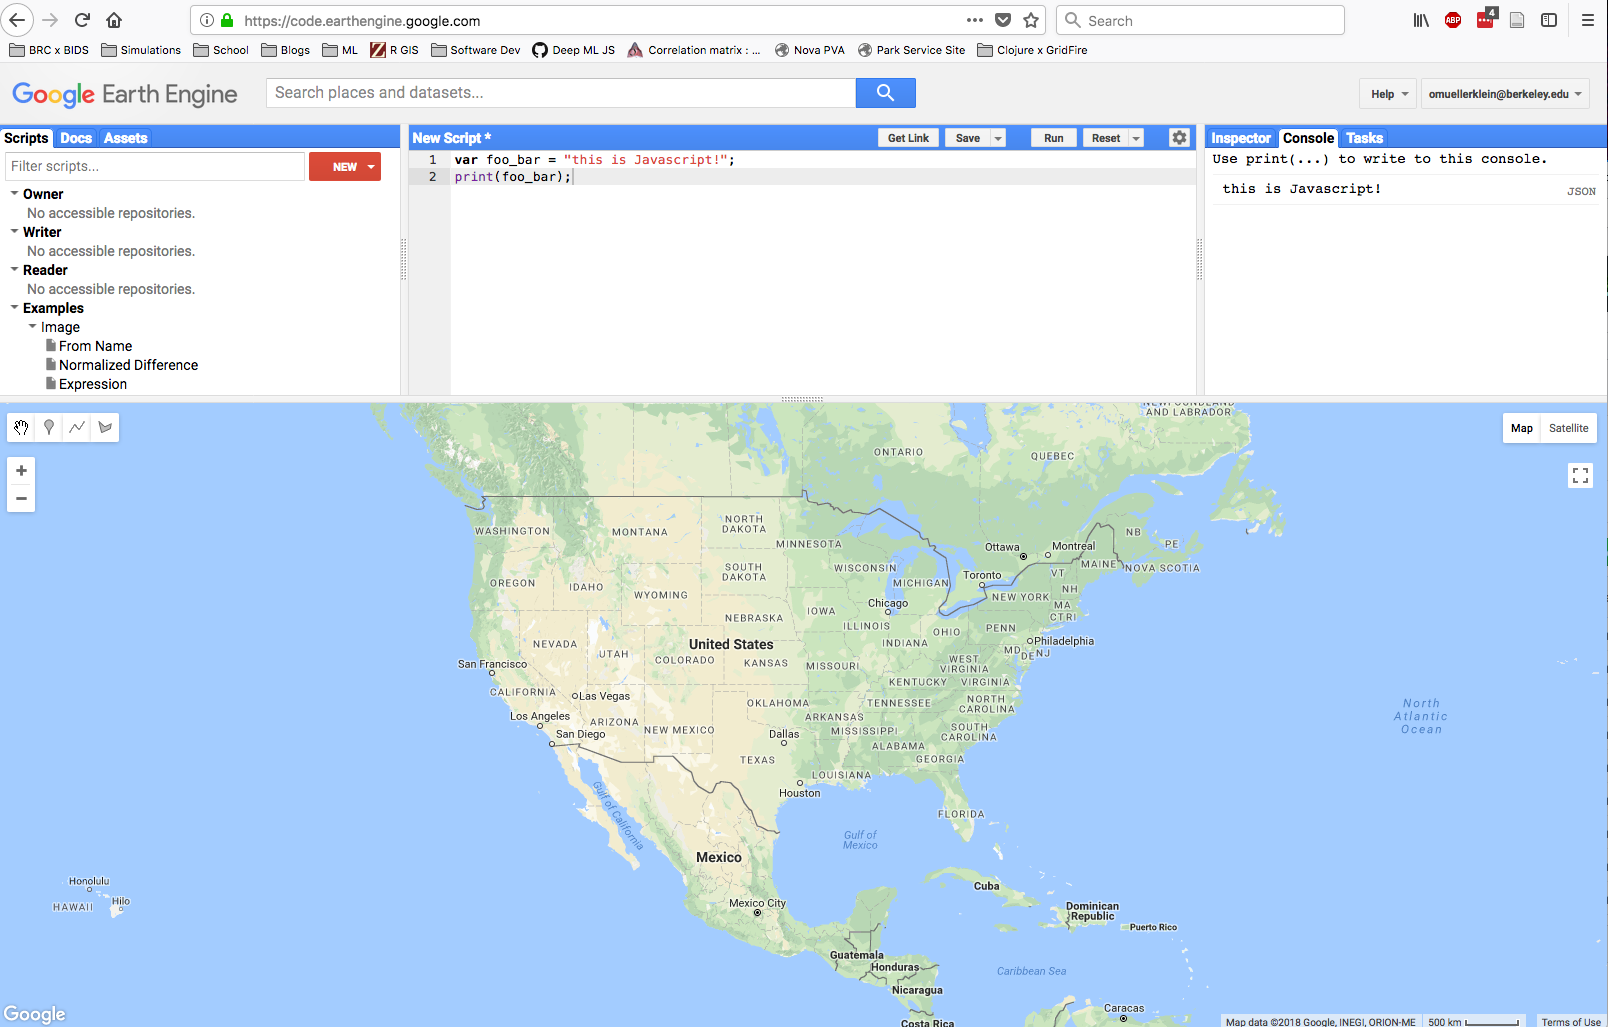 https://code.earthengine.google.com
Search
ABP
4
BRC x BIDS
Simulations
School
Blogs
ML
R GIS
Software Dev
Deep ML JS
Correlation matrix : ...
Nova PVA
Park Service Site
Clojure x GridFire
Google Earth Engine
Search places and datasets...
Help
omuellerklein@berkeley.edu
Scripts Docs Assets
Filter scripts...
NEW
Owner
No accessible repositories.
Writer
No accessible repositories.
Reader
No accessible repositories.
Examples
Image
From Name
Normalized Difference
Expression
New Script *
Get Link
Save
Run
Reset
1 var foo_bar = "this is Javascript!";
2 print(foo_bar);
Inspector Console Tasks
Use print(...) to write to this console.
this is Javascript!
JSON
Map
Satellite
+
−
NEWFOUNDLAND
AND LABRADOR
ONTARIO
QUEBEC
WASHINGTON
MONTANA
NORTH
DAKOTA
MINNESOTA
Ottawa
Montreal
NB
PE
MAINE
NOVA SCOTIA
VT
OREGON
IDAHO
SOUTH
DAKOTA
WISCONSIN
MICHIGAN
Toronto
NH
WYOMING
NEW YORK
MA
CT RI
Chicago
IOWA
NEBRASKA
ILLINOIS
INDIANA
OHIO
PENN
Philadelphia
MD
DE
NJ
NEVADA
UTAH
United States
COLORADO
KANSAS
MISSOURI
WEST
VIRGINIA
KENTUCKY
VIRGINIA
San Francisco
CALIFORNIA
Las Vegas
OKLAHOMA
TENNESSEE
NORTH
CAROLINA
Los Angeles
ARIZONA
NEW MEXICO
ARKANSAS
MISSISSIPPI
SOUTH
CAROLINA
San Diego
Dallas
ALABAMA
GEORGIA
TEXAS
LOUISIANA
Houston
FLORIDA
North
Atlantic
Ocean
Gulf of California
Gulf of
Mexico
Mexico
Honolulu
HAWAII
Hilo
Mexico City
Cuba
Dominican
Republic
Puerto Rico
Guatemala
Honduras
Caribbean Sea
Nicaragua
Caracas
Costa Rica
Google
Map data ©2018 Google, INEGI, ORION-ME
500 km
Terms of Use